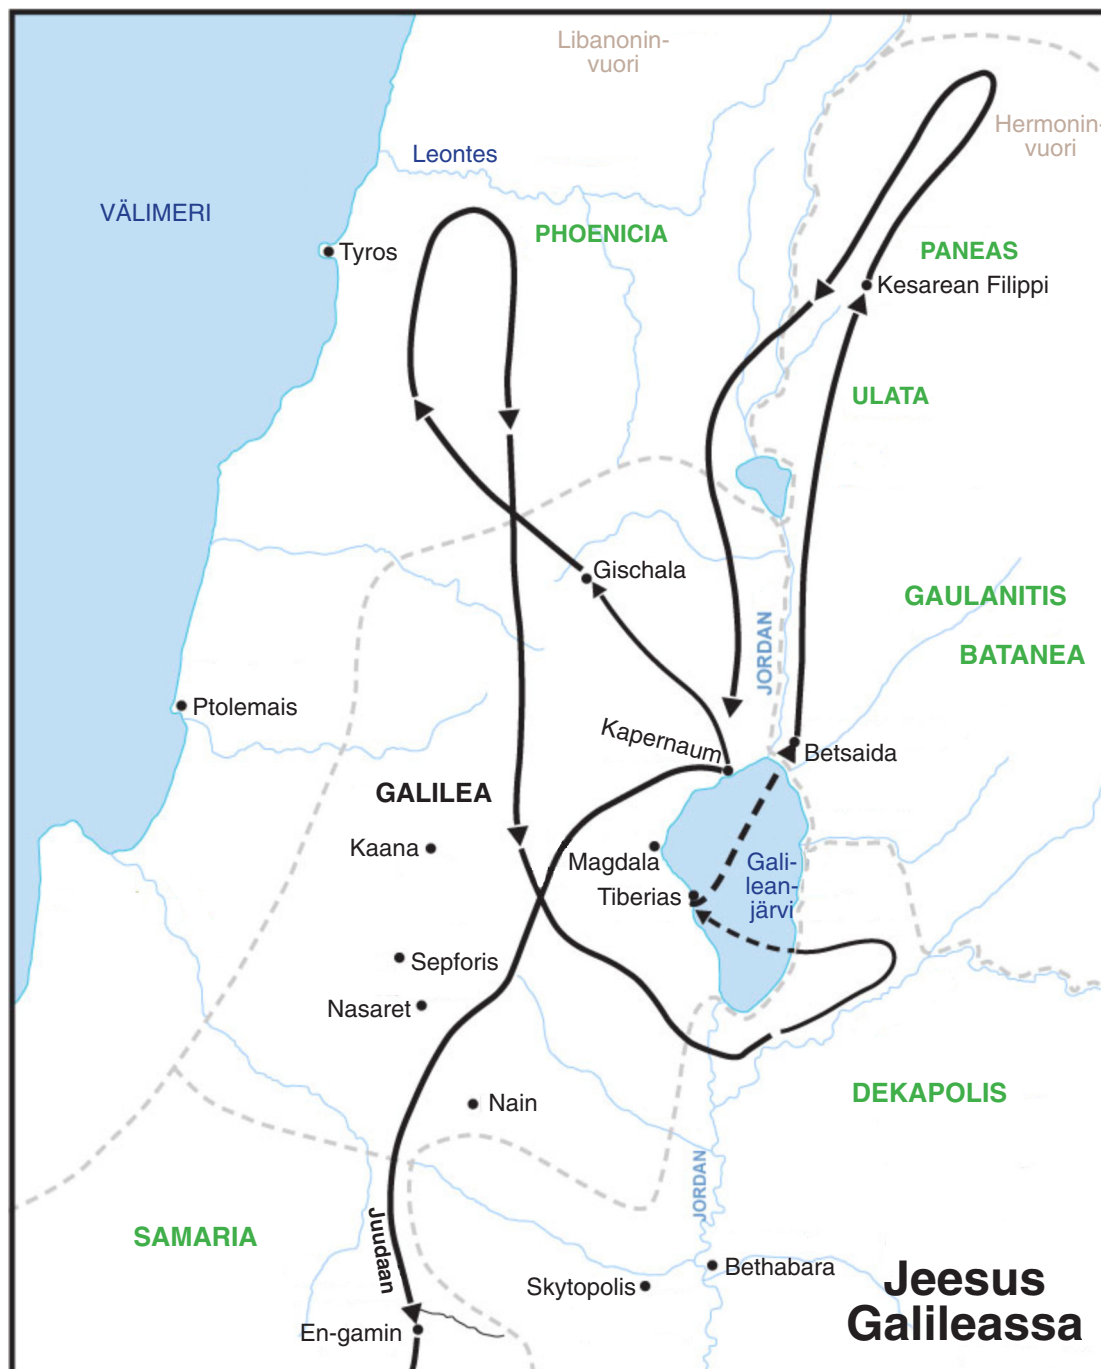 Libanonin-
vuori
Hermonin-
vuori
Leontes
VÄLIMERI
PHOENICIA
Tyros
PANEAS
Kesarean Filippi
ULATA
Gischala
GAULANITIS
BATANEA
JORDAN
Ptolemais
Kapernaum
Betsaida
GALILEA
Kaana
Magdala
Gali-
lean-
järvi
Tiberias
Sepforis
Nasaret
DEKAPOLIS
Nain
JORDAN
SAMARIA
Juudaan
Bethabara
Skytopolis
En-gamin
Jeesus
Galileassa